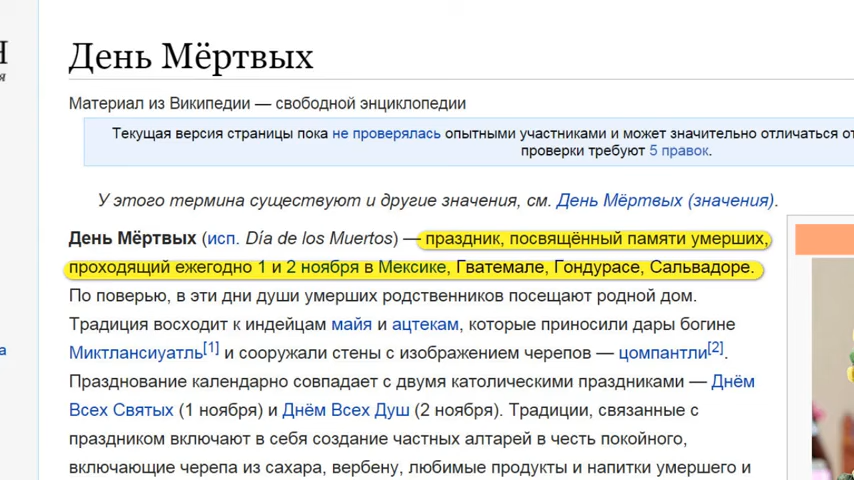 День Мёртвых
Материал из Википедии — свободной энциклопедии
Текущая версия страницы пока не проверялась опытными участниками и может значительно отличаться от
проверки требуют 5 правок.
У этого термина существуют и другие значения, см. День Мёртвых (значения).
День Мёртвых (исп. Día de los Muertos) — праздник, посвящённый памяти умерших,
проходящий ежегодно 1 и 2 ноября в Мексике, Гватемале, Гондурасе, Сальвадоре.
По поверью, в эти дни души умерших родственников посещают родной дом.
Традиция восходит к индейцам майя и ацтекам, которые приносили дары богине
Миктлансиуатль[1] и сооружали стены с изображением черепов — цомпантли[2].
Празднование календарно совпадает с двумя католическими праздниками — Днём
Всех Святых (1 ноября) и Днём Всех Душ (2 ноября). Традиции, связанные с
праздником включают в себя создание частных алтарей в честь покойного,
включающие черепа из сахара, вербену, любимые продукты и напитки умершего и